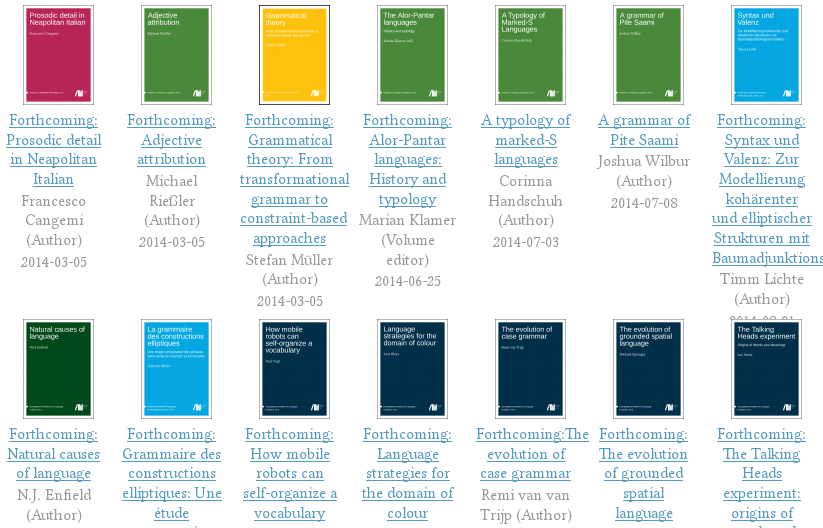 Prosodic detail in
Neapolitan Italian
Francesco Cangemi
Forthcoming:
Prosodic detail
in Neapolitan
Italian
Francesco
Cangemi
(Author)
2014-03-05
Adjective
attribution
Michael Rießler
Forthcoming:
Adjective
attribution
Michael
Rießler
(Author)
2014-03-05
Grammatical
theory
Forthcoming:
Grammatical
theory: From
transformational
grammar to
constraint-based
approaches
Stefan Müller
(Author)
2014-03-05
The Alor-Pantar
languages
History and typology
Marian Klamer (ed.)
Forthcoming:
Alor-Pantar
languages:
History and
typology
Marian Klamer
(Volume
editor)
2014-06-25
A Typology of
Marked-S
Languages
Corinna Handschuh
A typology of
marked-S
languages
Corinna
Handschuh
(Author)
2014-07-03
A grammar of
Pite Saami
Joshua Wilbur
A grammar of
Pite Saami
Joshua Wilbur
(Author)
2014-07-08
Syntax und
Valenz
Zur Modellierung kohärenter und
elliptischer Strukturen mit
Baumadjunktionsgrammatiken
Timm Lichte
Forthcoming:
Syntax und
Valenz: Zur
Modellierung
kohärenter
und elliptischer
Strukturen mit
Baumadjunktions
Timm Lichte
(Author)
Natural causes of
language
Nick Enfield
Forthcoming:
Natural causes
of language
N.J. Enfield
(Author)
La grammaire
des constructions
elliptiques
Forthcoming:
Grammaire des
constructions
elliptiques: Une
étude
How mobile
robots can
self-organize a
vocabulary
Paul Vogt
Forthcoming:
How mobile
robots can
self-organize a
vocabulary
Language
strategies for the
domain of colour
Joris Bleys
Forthcoming:
Language
strategies for
the domain of
colour
The evolution of
case grammar
Remi van Trijp
Forthcoming:The
evolution of
case grammar
Remi van van
Trijp (Author)
The evolution of
grounded spatial
language
Michael Spranger
Forthcoming:
The evolution
of grounded
spatial
language
The Talking
Heads experiment
Origins of Words and Meanings
Luc Steels
Forthcoming:
The Talking
Heads
experiment:
origins of